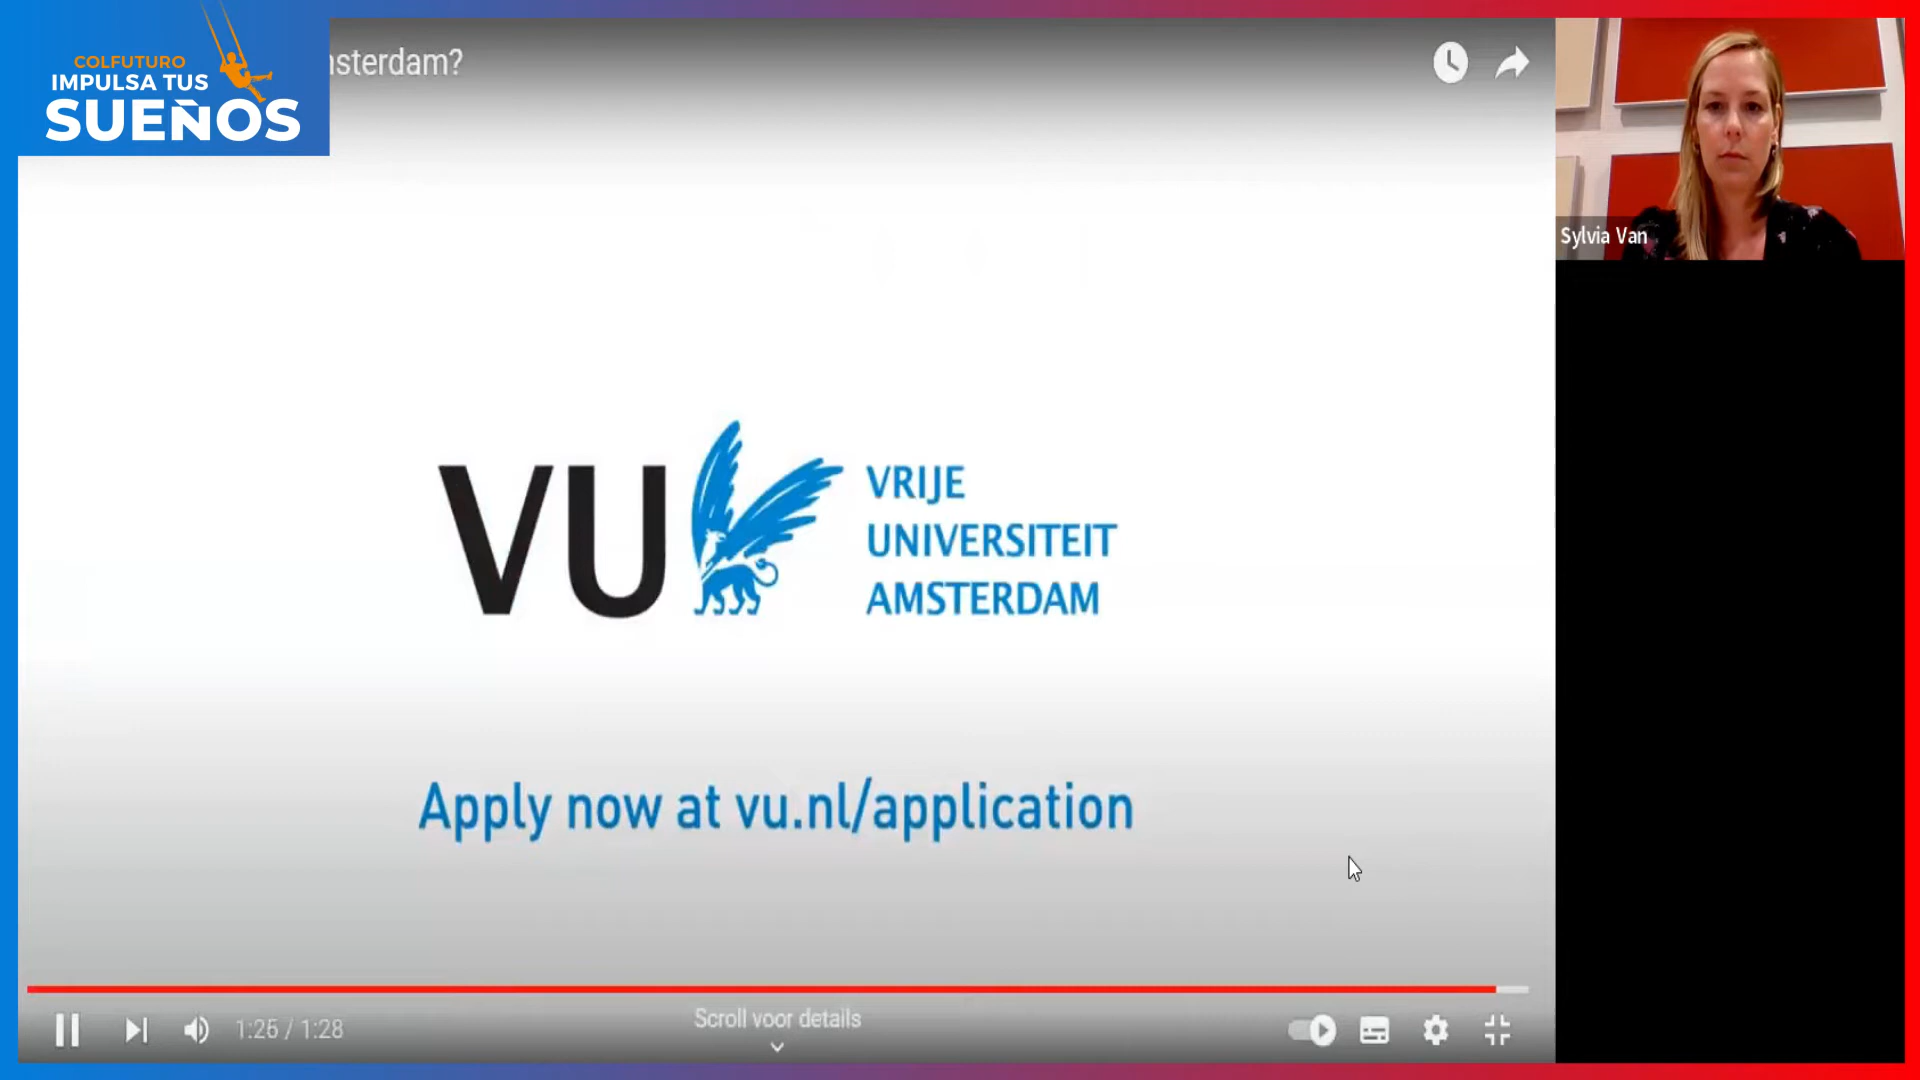 COLFUTURO
IMPULSA TUS
SUEÑOS
msterdam?
Sylvia Van
VU
VRIJE
UNIVERSITEIT
AMSTERDAM
Apply now at vu.nl/application
Scroll voor details
1:25 / 1:28